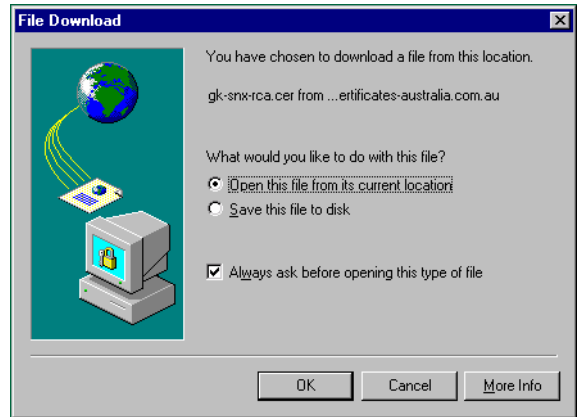 File Download
You have chosen to download a file from this location.
gk-snx-rca.cer from ...ertificates-australia.com.au
What would you like to do with this file?
Open this file from its current location
Save this file to disk
Always ask before opening this type of file
OK
Cancel
More Info